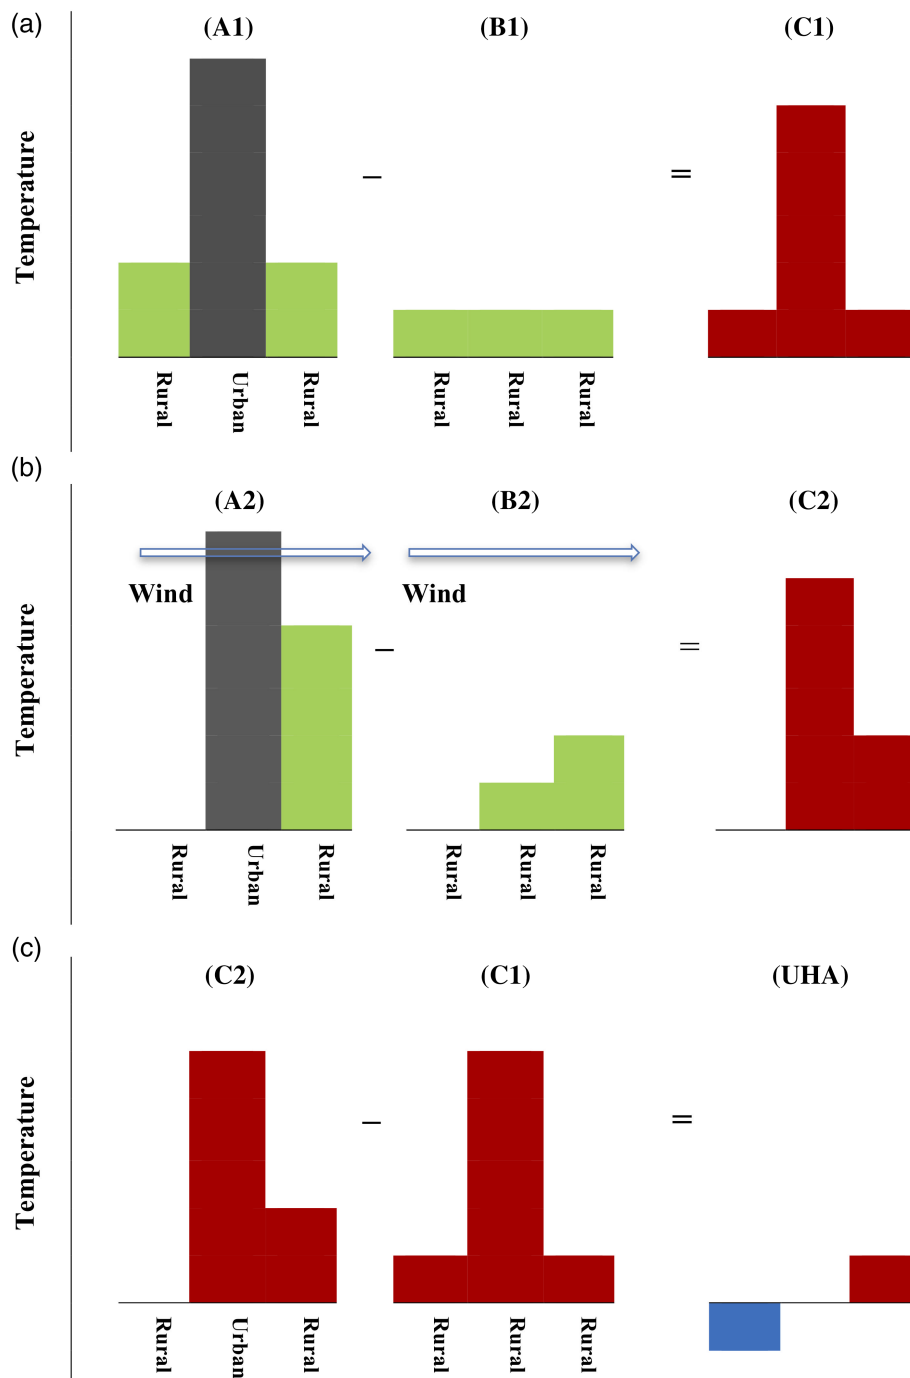 (a)
(A1) (B1) (C1)
Temperature
– =
Rural Urban Rural Rural Rural Rural
(b)
(A2) (B2) (C2)
Wind Wind
Temperature
– =
Rural Urban Rural Rural Rural Rural
(c)
(C2) (C1) (UHA)
Temperature
– =
Rural Urban Rural Rural Rural Rural